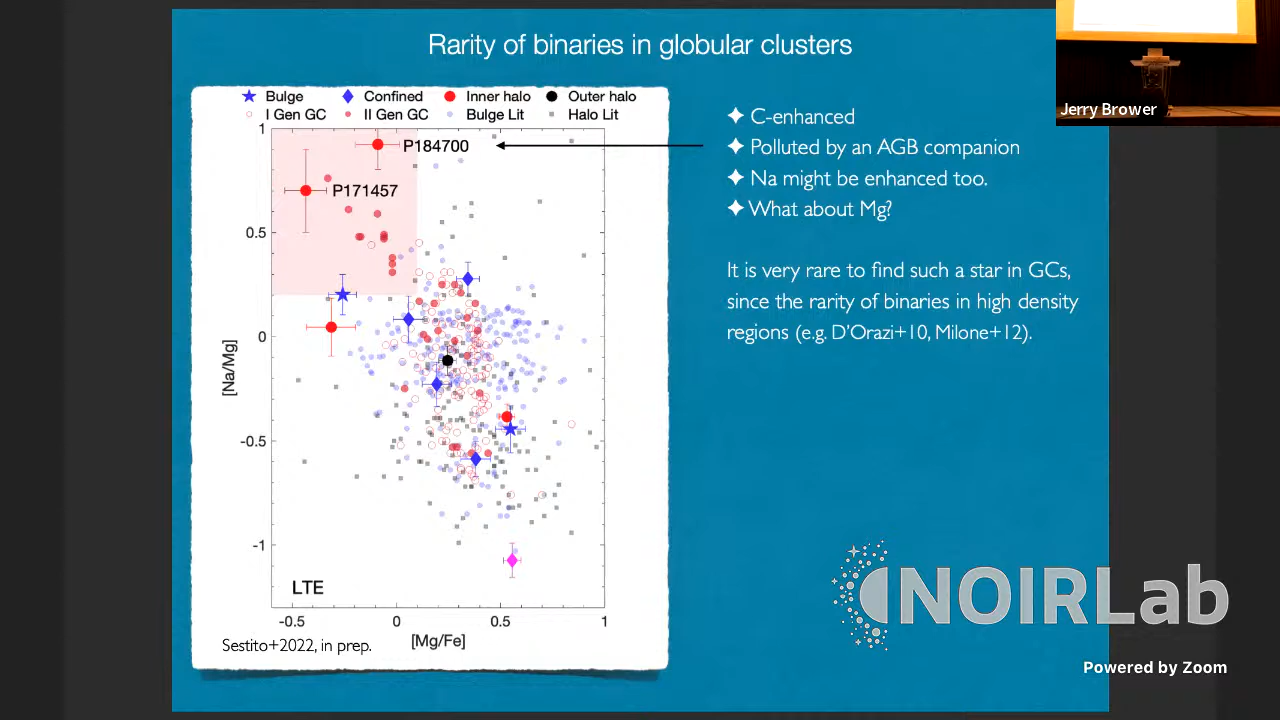 Rarity of binaries in globular clusters
Jerry Brower
Bulge Confined Inner halo Outer halo
I Gen GC II Gen GC Bulge Lit Halo Lit
1
0.5
0
-0.5
-1
[Na/Mg]
P184700
P171457
LTE
-0.5 0 0.5 1
[Mg/Fe]
Sestito+2022, in prep.
✦ C-enhanced
✦ Polluted by an AGB companion
✦ Na might be enhanced too.
✦ What about Mg?
It is very rare to find such a star in GCs,
since the rarity of binaries in high density
regions (e.g. D'Orazi+10, Milone+12).
NOIRLab
Powered by Zoom